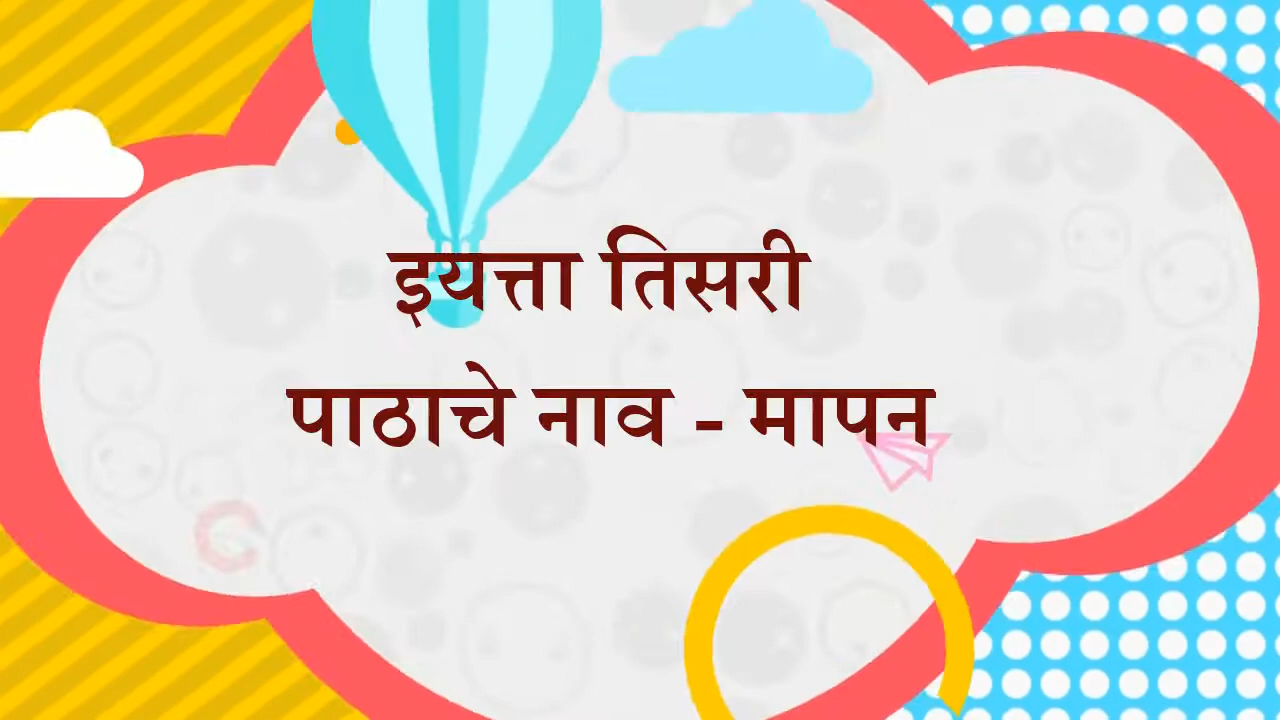 इयत्ता तिसरी
पाठाचे नाव - मापन